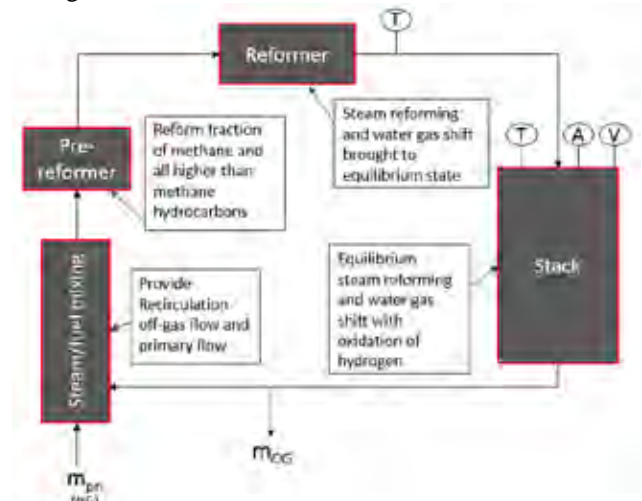 Reformer
T
Reform fraction
of methane and
all higher than
methane
hydrocarbons
Steam reforming
and water gas shift
brought to
equilibrium state
Pre-
reformer
T
A
V
Steam/fuel mixing
Provide
Recirculation
off-gas flow and
primary flow
Equilibrium
steam reforming
and water gas
shift with
oxidation of
hydrogen
Stack
mOG
mpri